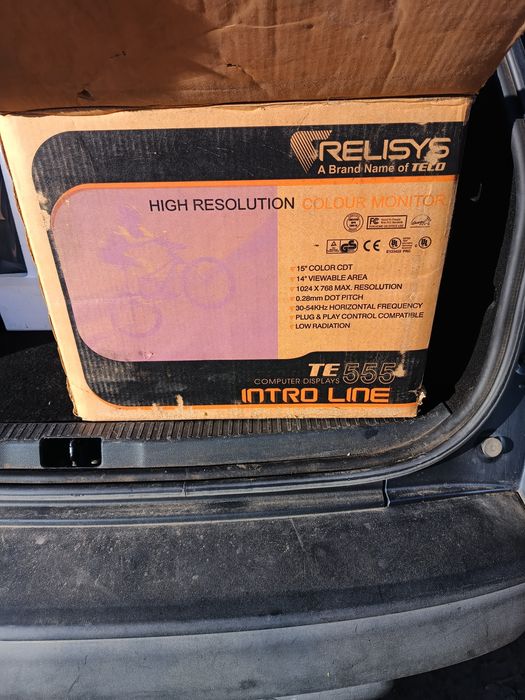 RELISYS
A Brand Name of TECO
HIGH RESOLUTION COLOUR MONITOR
FC
CE
15" COLOR CDT
14" VIEWABLE AREA
1024 X 768 MAX. RESOLUTION
0.28mm DOT PITCH
30-54KHz HORIZONTAL FREQUENCY
PLUG & PLAY CONTROL COMPATIBLE
LOW RADIATION
TE 555
COMPUTER DISPLAYS
INTRO LINE